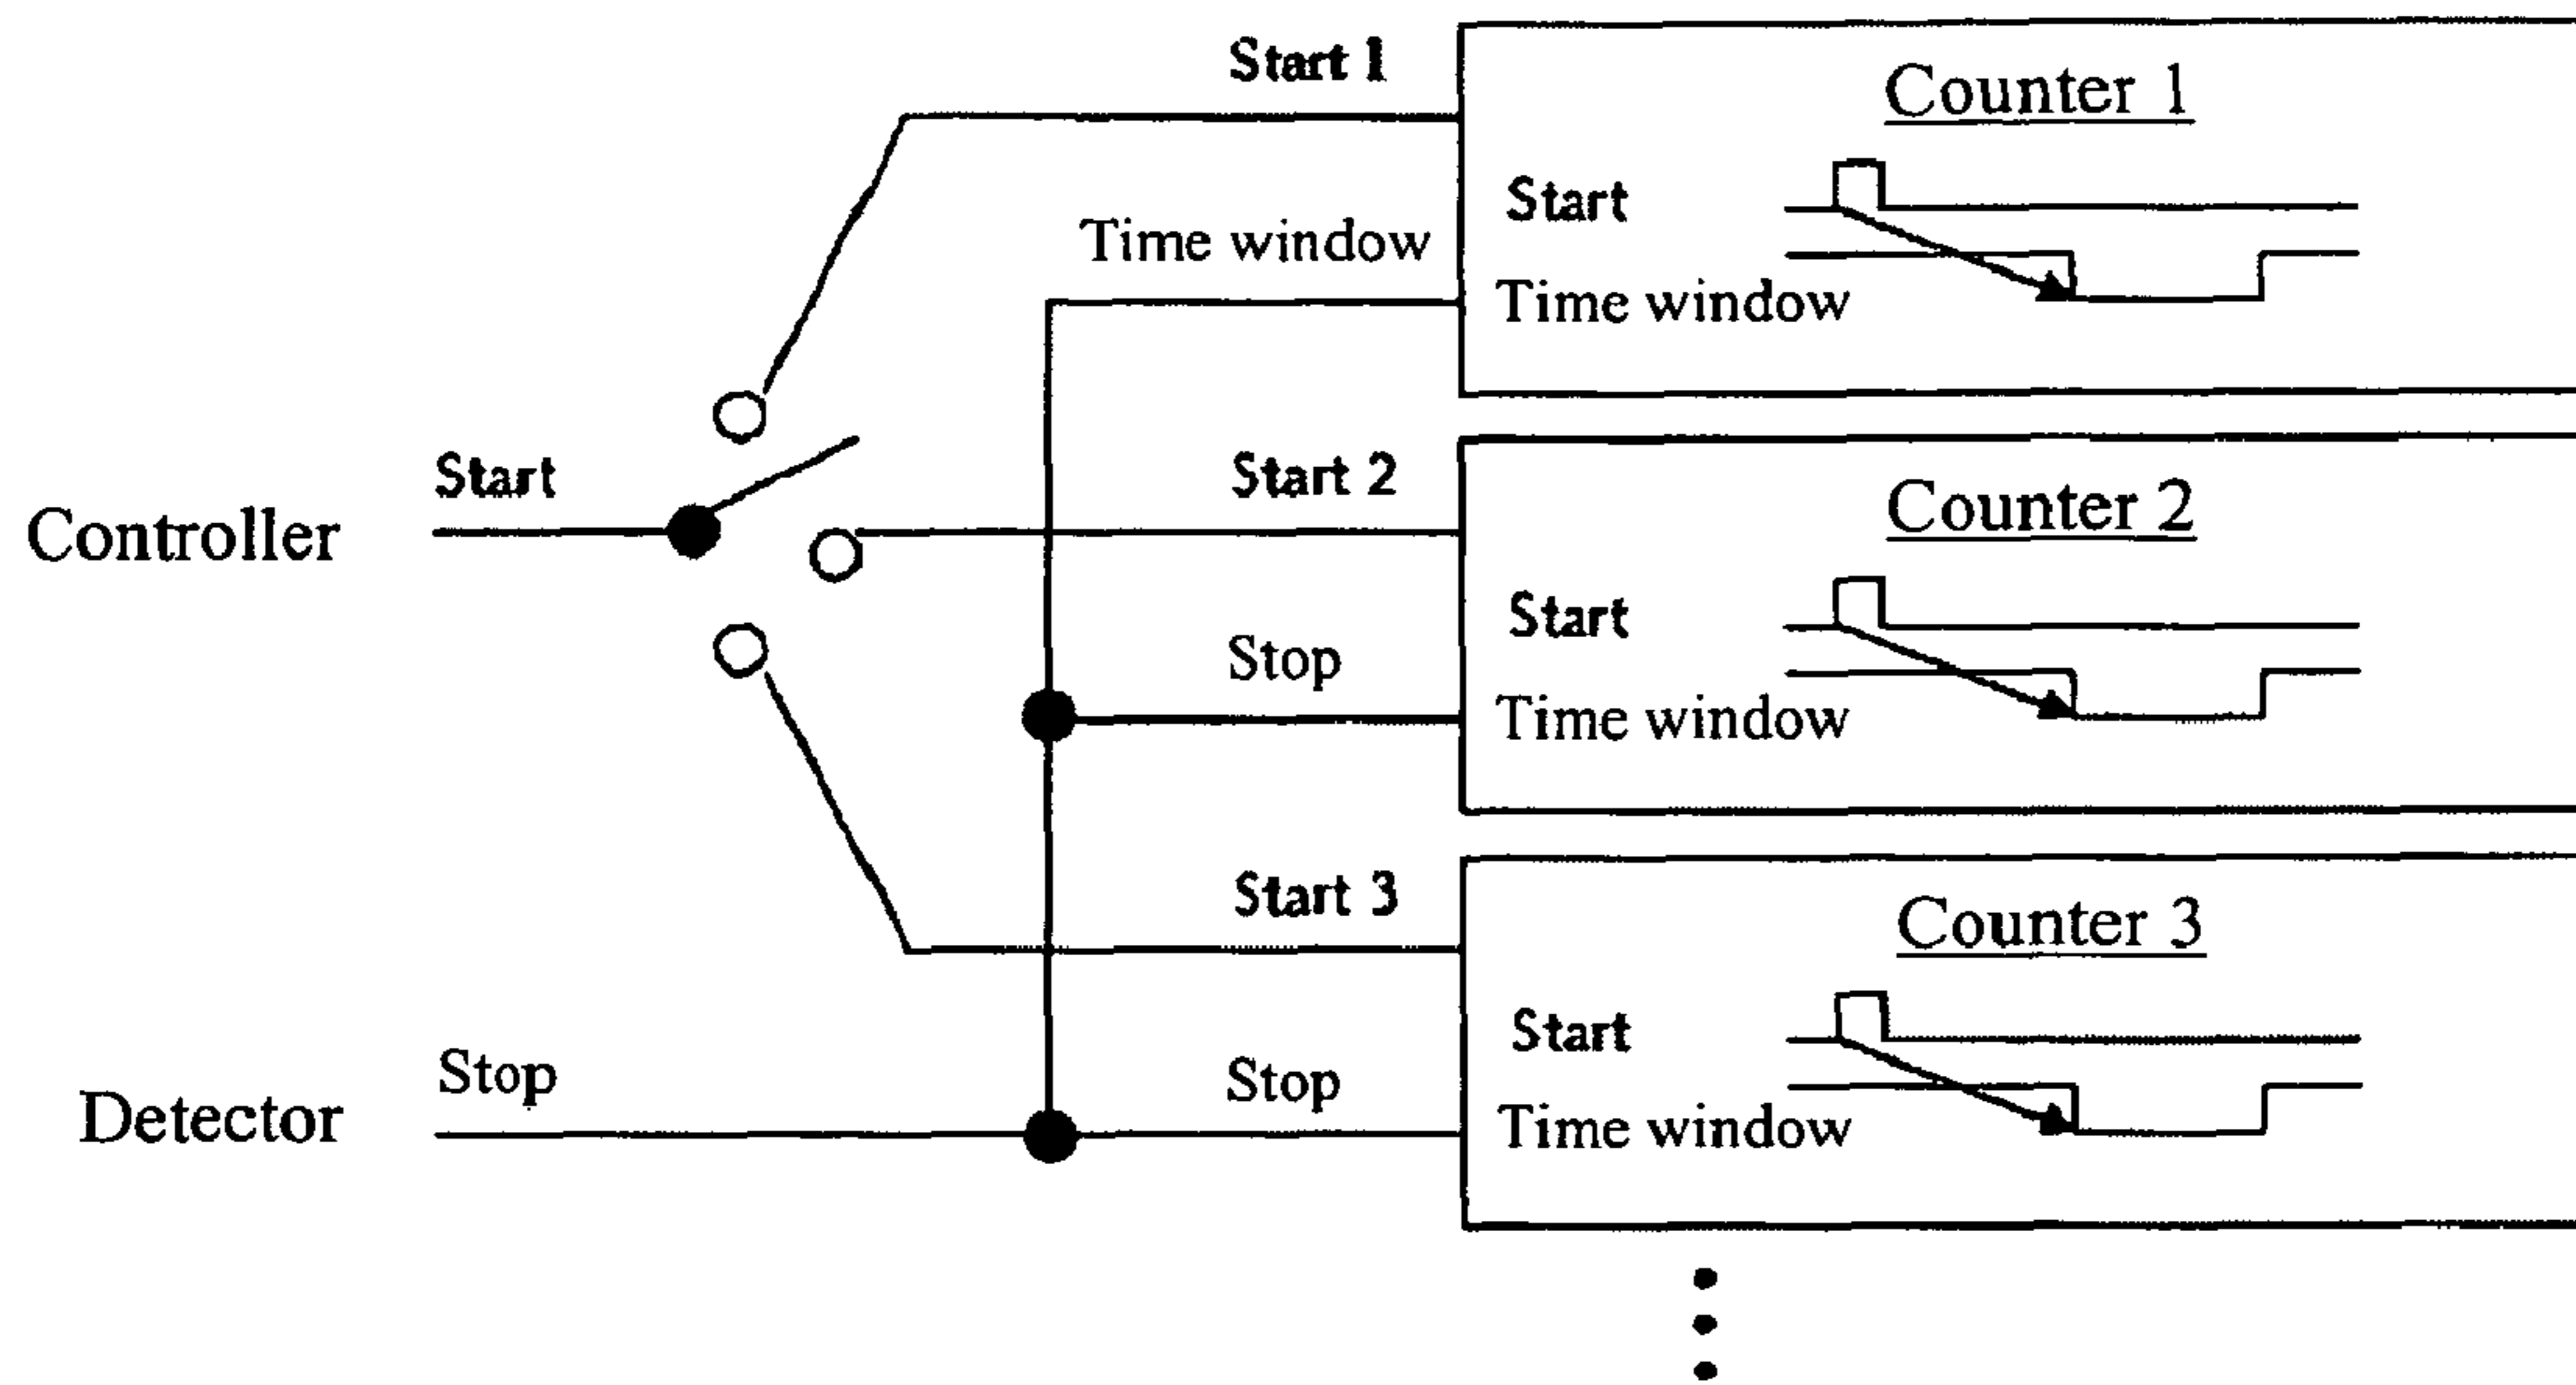 Start 1
Counter 1
Start
Time window
Time window
Controller
Start
Start 2
Counter 2
Start
Stop
Time window
Start 3
Counter 3
Start
Detector
Stop
Stop
Time window